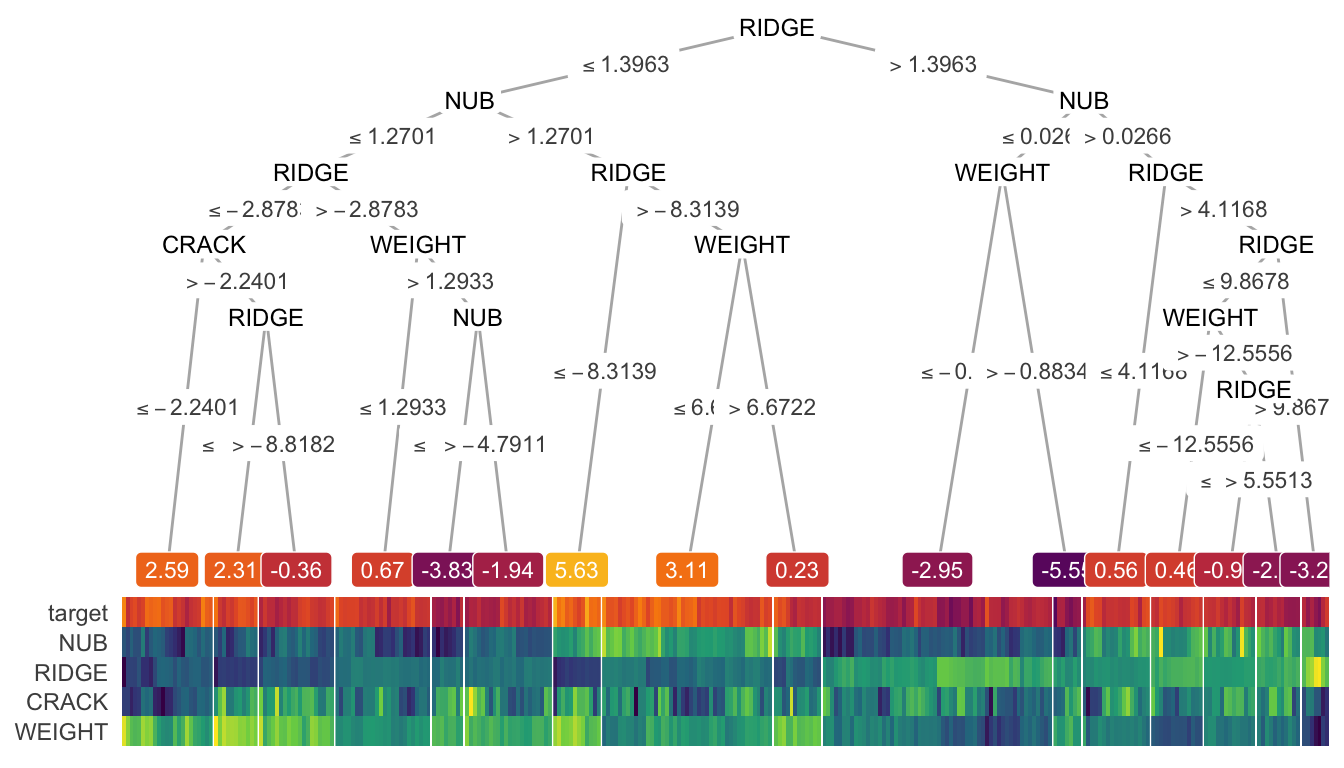 RIDGE
≤ 1.3963 > 1.3963
NUB NUB
≤ 1.2701 > 1.2701 ≤ 0.026 > 0.0266
RIDGE RIDGE WEIGHT RIDGE
≤ − 2.878 > − 2.8783 > − 8.3139 > 4.1168
CRACK WEIGHT WEIGHT RIDGE
> − 2.2401 > 1.2933 ≤ 9.8678
RIDGE NUB WEIGHT
> − 12.5556
≤ − 8.3139 ≤ − 0. > − 0.8834 ≤ 4.1168
RIDGE
≤ − 2.2401 ≤ 1.2933 ≤ 6.6 > 6.6722 > 9.867
≤ > − 8.8182 ≤ > − 4.7911 ≤ − 12.5556
≤ > 5.5513
2.59 2.31 -0.36 0.67 -3.83 -1.94 5.63 3.11 0.23 -2.95 -5.55 0.56 0.46 -0.9 -2. -3.2
target
NUB
RIDGE
CRACK
WEIGHT